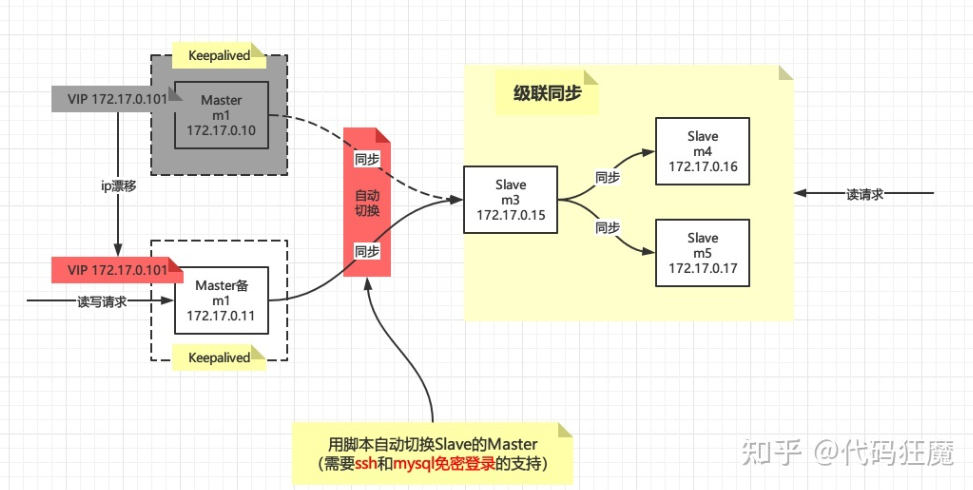 Keepalived
VIP 172.17.0.101
Master
m1
172.17.0.10
ip漂移
VIP 172.17.0.101
读写请求
Master备
m1
172.17.0.11
Keepalived
同步
自动
切换
同步
级联同步
Slave
m3
172.17.0.15
同步
同步
Slave
m4
172.17.0.16
Slave
m5
172.17.0.17
读请求
用脚本自动切换Slave的Master
（需要ssh和mysql免密登录的支持）
知乎 @代码狂魔